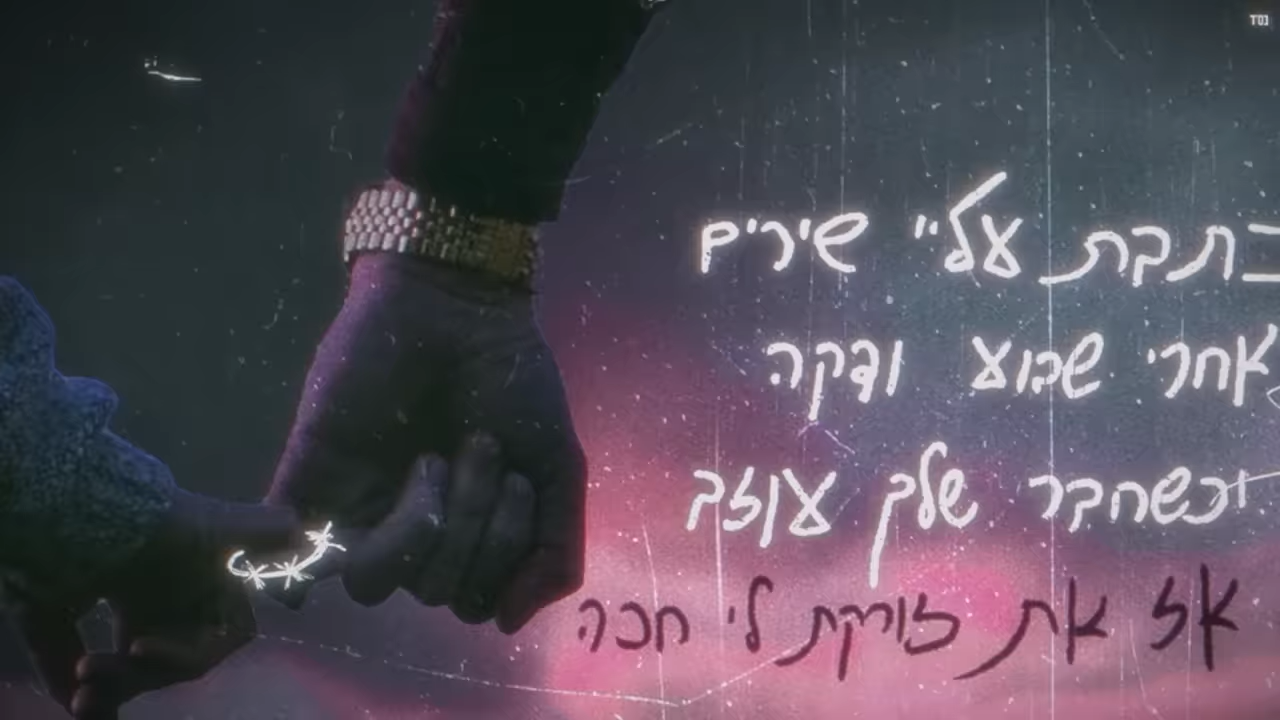 כתבת עליי שירים
אחרי שבוע ודקה
וכשחבר שלך עוזב
אז את זורקת לי חכה